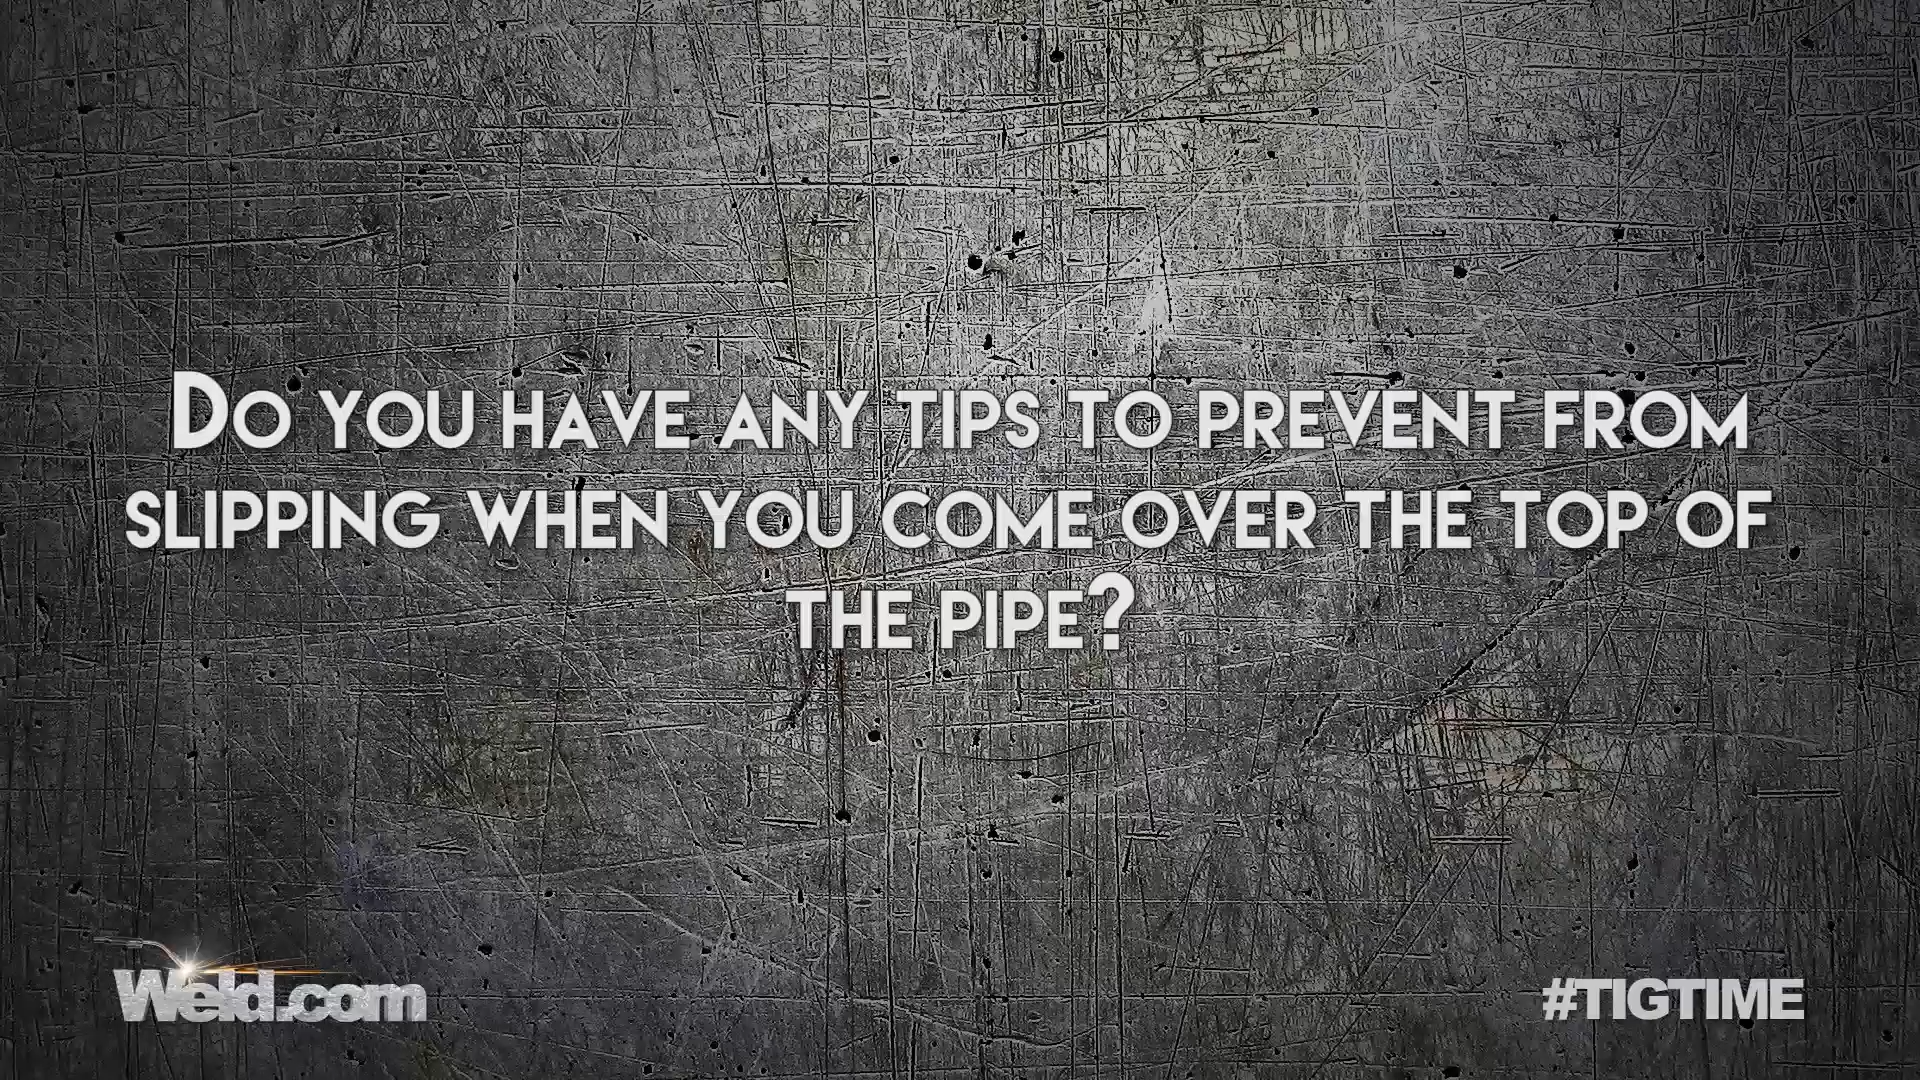 Do you have any tips to prevent from
slipping when you come over the top of
the pipe?
Weld.com
#TIGTIME